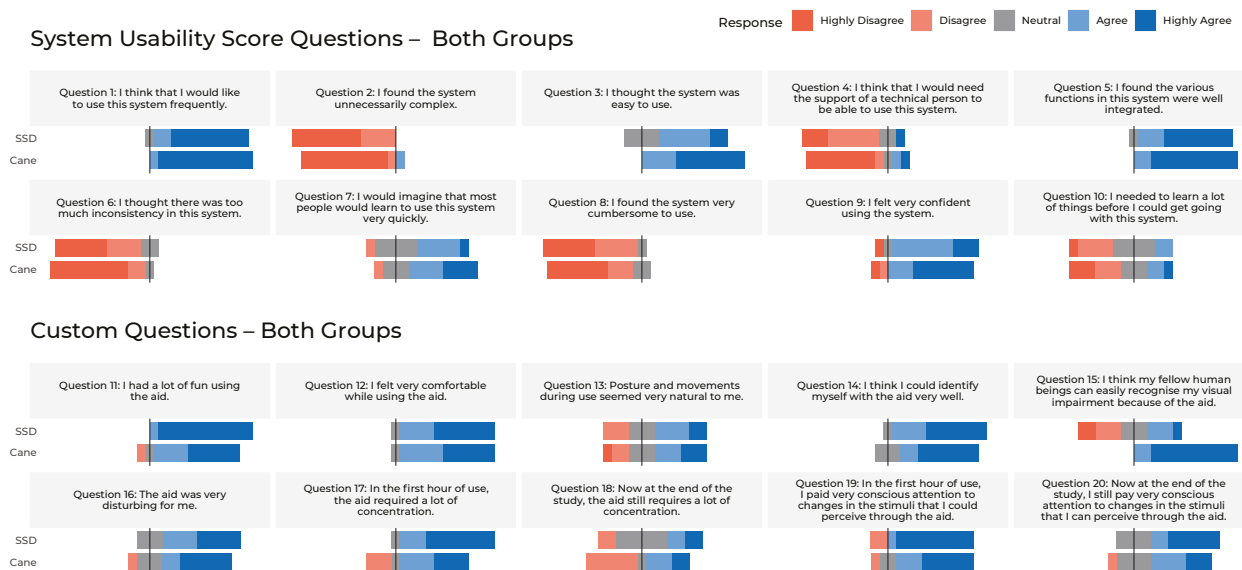 Response Highly Disagree Disagree Neutral Agree Highly Agree
System Usability Score Questions – Both Groups
Question 1: I think that I would like
to use this system frequently.
Question 2: I found the system
unnecessarily complex.
Question 3: I thought the system was
easy to use.
Question 4: I think that I would need
the support of a technical person to
be able to use this system.
Question 5: I found the various
functions in this system were well
integrated.
SSD
Cane
Question 6: I thought there was too
much inconsistency in this system.
Question 7: I would imagine that most
people would learn to use this system
very quickly.
Question 8: I found the system very
cumbersome to use.
Question 9: I felt very confident
using the system.
Question 10: I needed to learn a lot
of things before I could get going
with this system.
SSD
Cane
Custom Questions – Both Groups
Question 11: I had a lot of fun using
the aid.
Question 12: I felt very comfortable
while using the aid.
Question 13: Posture and movements
during use seemed very natural to me.
Question 14: I think I could identify
myself with the aid very well.
Question 15: I think my fellow human
beings can easily recognise my visual
impairment because of the aid.
SSD
Cane
Question 16: The aid was very
disturbing for me.
Question 17: In the first hour of use,
the aid required a lot of
concentration.
Question 18: Now at the end of the
study, the aid still requires a lot of
concentration.
Question 19: In the first hour of use,
I paid very conscious attention to
changes in the stimuli that I could
perceive through the aid.
Question 20: Now at the end of the
study, I still pay very conscious
attention to changes in the stimuli
that I can perceive through the aid.
SSD
Cane